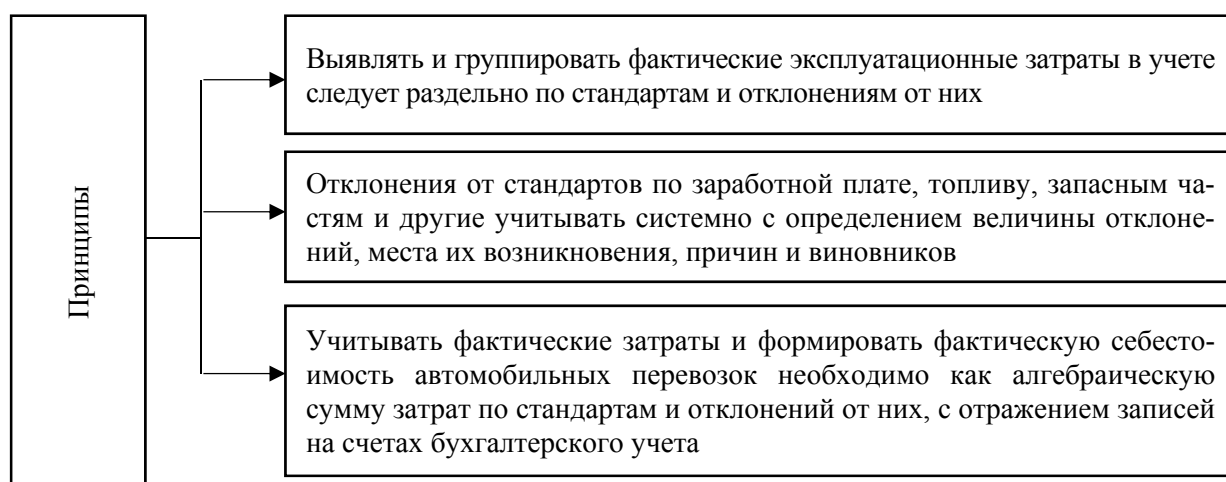 Принципы
Выявлять и группировать фактические эксплуатационные затраты в учете
следует раздельно по стандартам и отклонениям от них
Отклонения от стандартов по заработной плате, топливу, запасным ча-
стям и другие учитывать системно с определением величины отклоне-
ний, места их возникновения, причин и виновников
Учитывать фактические затраты и формировать фактическую себесто-
имость автомобильных перевозок необходимо как алгебраическую
сумму затрат по стандартам и отклонений от них, с отражением записей
на счетах бухгалтерского учета